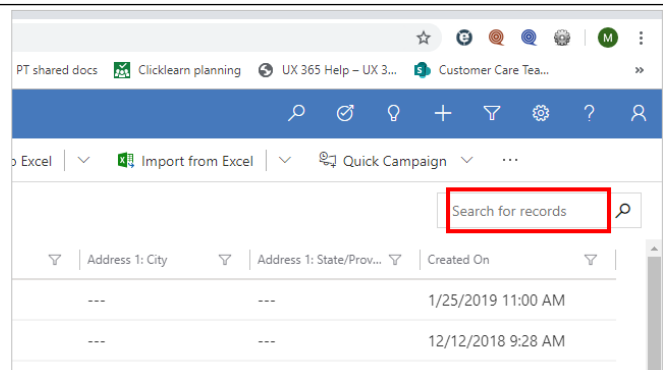 M
PT shared docs Clicklearn planning UX 365 Help – UX 3... Customer Care Tea... »
Excel Import from Excel Quick Campaign ...
Search for records
Address 1: City Address 1: State/Prov... Created On
--- --- 1/25/2019 11:00 AM
--- --- 12/12/2018 9:28 AM